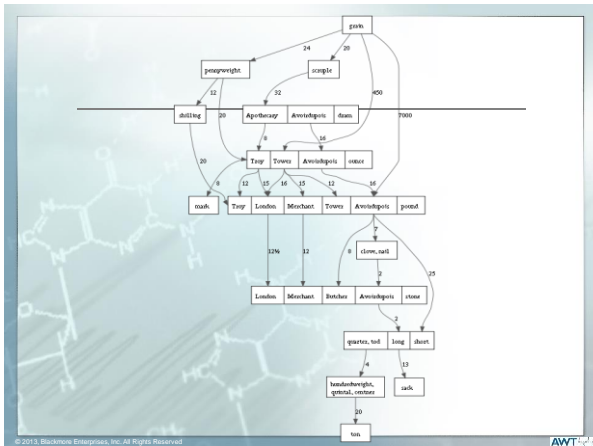 grain
24
20
pennyweight
scruple
12
32
20
450
shilling
Apothecary Avoirdupois dram
7000
8
16
20
Troy Tower Avoirdupois ounce
8
12
15
16
15
12
16
mark
Troy London Merchant Tower Avoirdupois pound
7
clove, nail
12½
12
8
2
25
London Merchant Butcher Avoirdupois stone
2
quarter, tod long short
4
13
hundredweight,
quintal, centner
sack
20
ton
© 2013, Blackmore Enterprises, Inc. All Rights Reserved
AWT